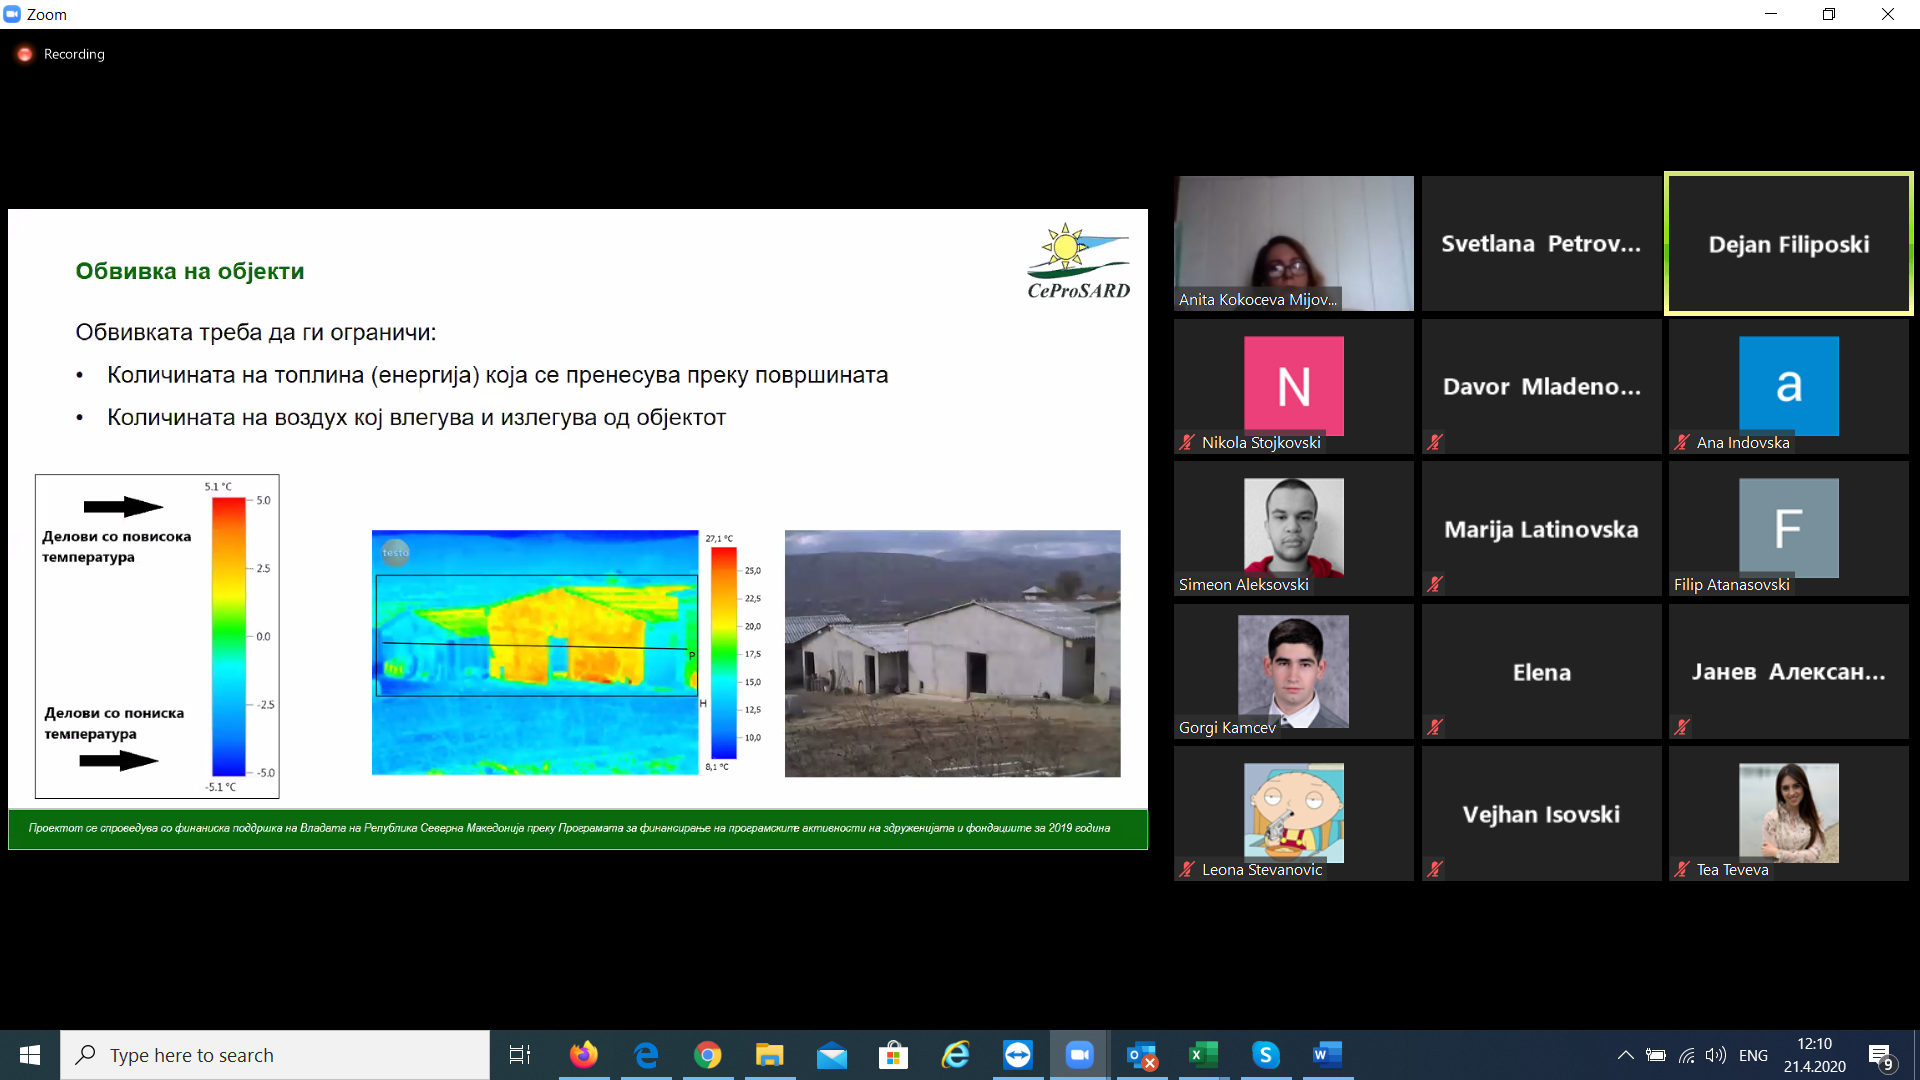 Zoom
Recording
CeProSARD
Обвивка на објекти
Обвивката треба да ги ограничи:
• Количината на топлина (енергија) која се пренесува преку површината
• Количината на воздух кој влегува и излегува од објектот
5.1 °C
5.0
Делови со повисока
температура
2.5
0.0
-2.5
Делови со пониска
температура
-5.0
-5.1 °C
testo
P
H
27,1 °C
25,0
22,5
20,0
17,5
15,0
12,5
10,0
8,1 °C
Проектот се спроведува со финаниска поддршка на Владата на Република Северна Македонија преку Програмата за финансирање на програмските активности на здруженијата и фондациите за 2019 година
Anita Kokoceva Mijov...
Svetlana Petrov...
Dejan Filiposki
N
Nikola Stojkovski
Davor Mladeno...
a
Ana Indovska
Simeon Aleksovski
Marija Latinovska
F
Filip Atanasovski
Gorgi Kamcev
Elena
Јанев Алексан...
Leona Stevanovic
Vejhan Isovski
Tea Teveva
Type here to search
ENG
12:10
21.4.2020
9